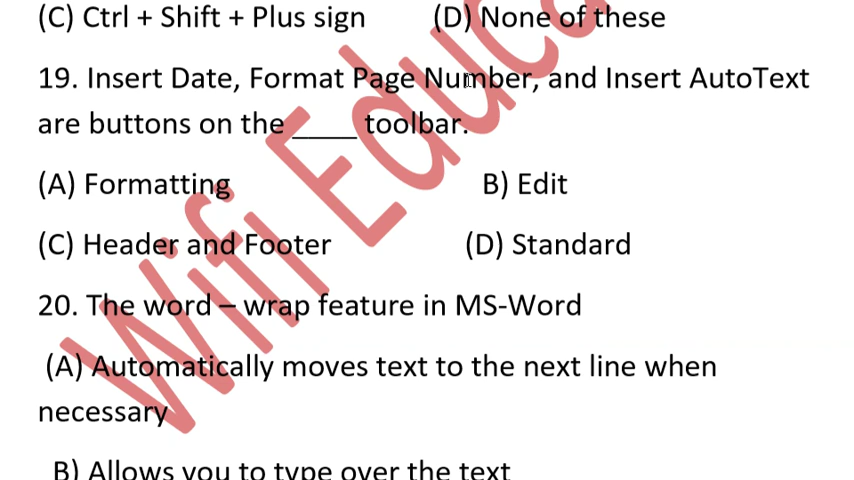 (C) Ctrl + Shift + Plus sign (D) None of these
19. Insert Date, Format Page Number, and Insert AutoText
are buttons on the ____ toolbar.
(A) Formatting B) Edit
(C) Header and Footer (D) Standard
20. The word – wrap feature in MS-Word
(A) Automatically moves text to the next line when
necessary
B) Allows you to type over the text
Wifi Educa